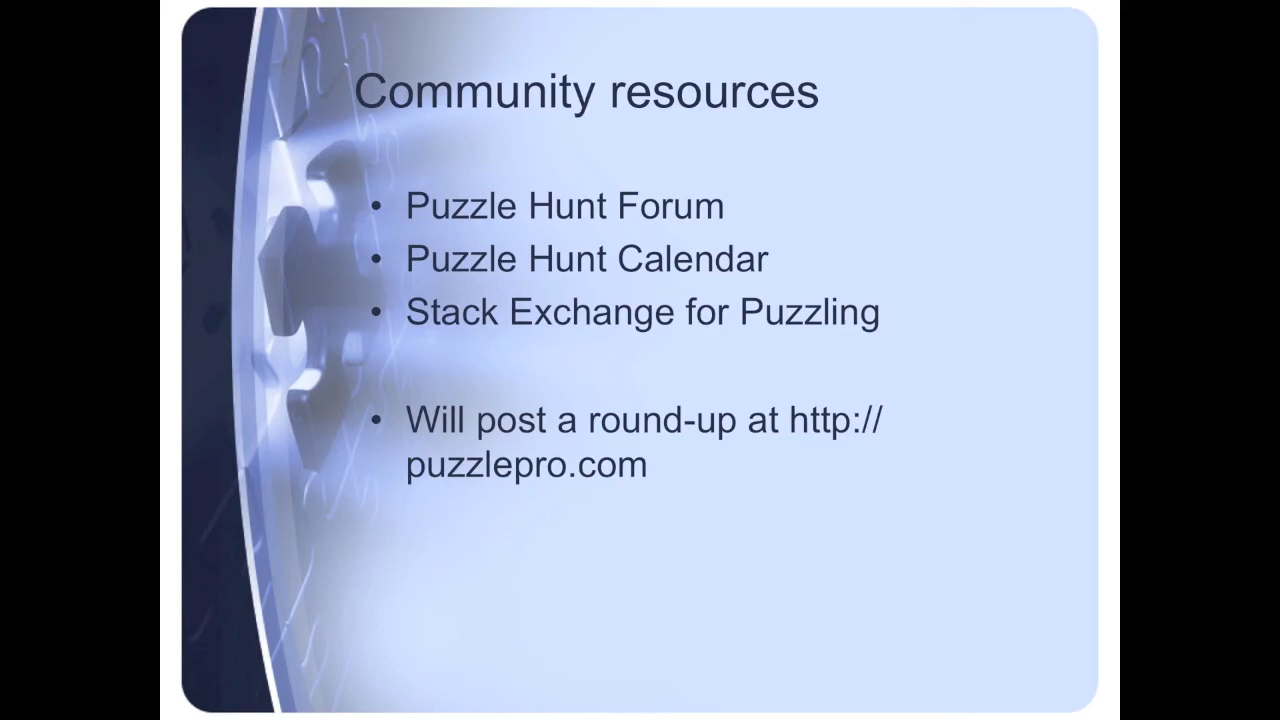 Community resources
• Puzzle Hunt Forum
• Puzzle Hunt Calendar
• Stack Exchange for Puzzling
• Will post a round-up at http://
puzzlepro.com